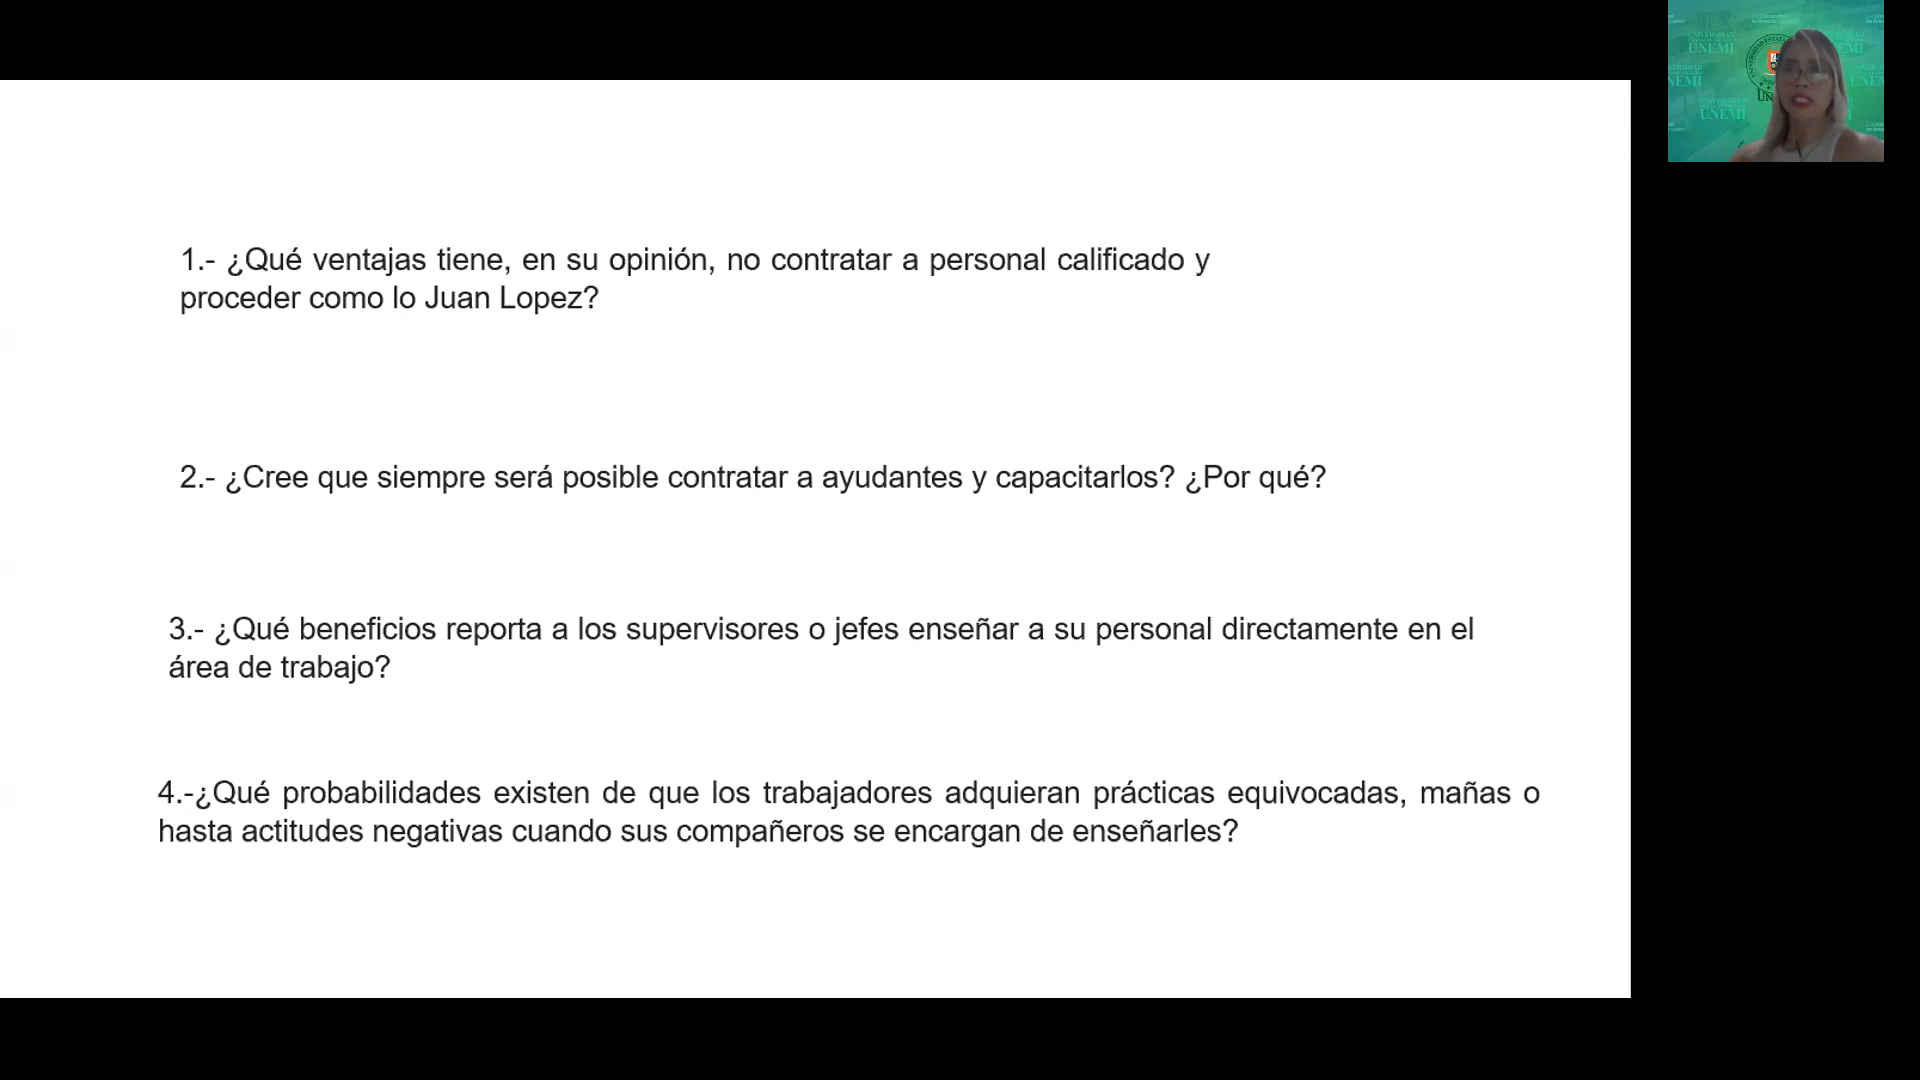 1.- ¿Qué ventajas tiene, en su opinión, no contratar a personal calificado y
proceder como lo Juan Lopez?
2.- ¿Cree que siempre será posible contratar a ayudantes y capacitarlos? ¿Por qué?
3.- ¿Qué beneficios reporta a los supervisores o jefes enseñar a su personal directamente en el
área de trabajo?
4.-¿Qué probabilidades existen de que los trabajadores adquieran prácticas equivocadas, mañas o
hasta actitudes negativas cuando sus compañeros se encargan de enseñarles?
UNIVERSIDAD
UNEMI
UNEMI